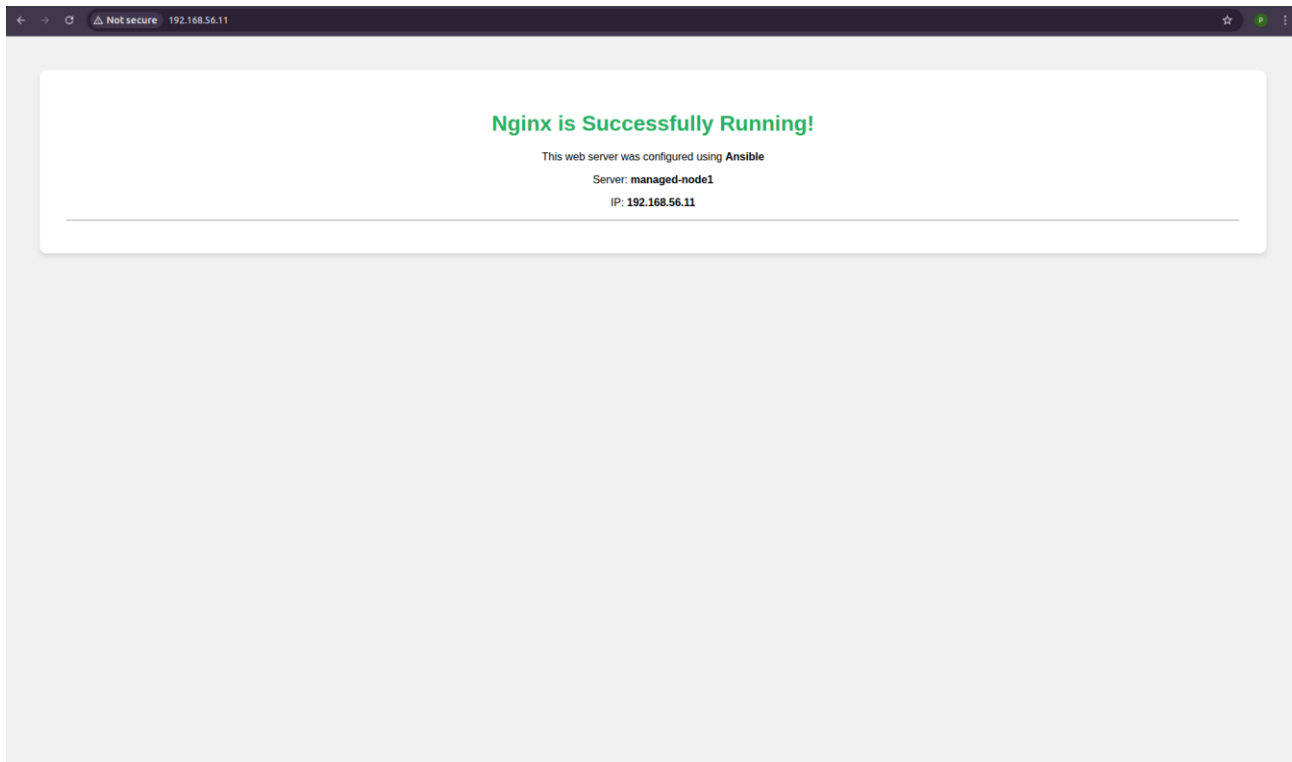 Not secure 192.168.56.11
P
Nginx is Successfully Running!
This web server was configured using Ansible
Server: managed-node1
IP: 192.168.56.11